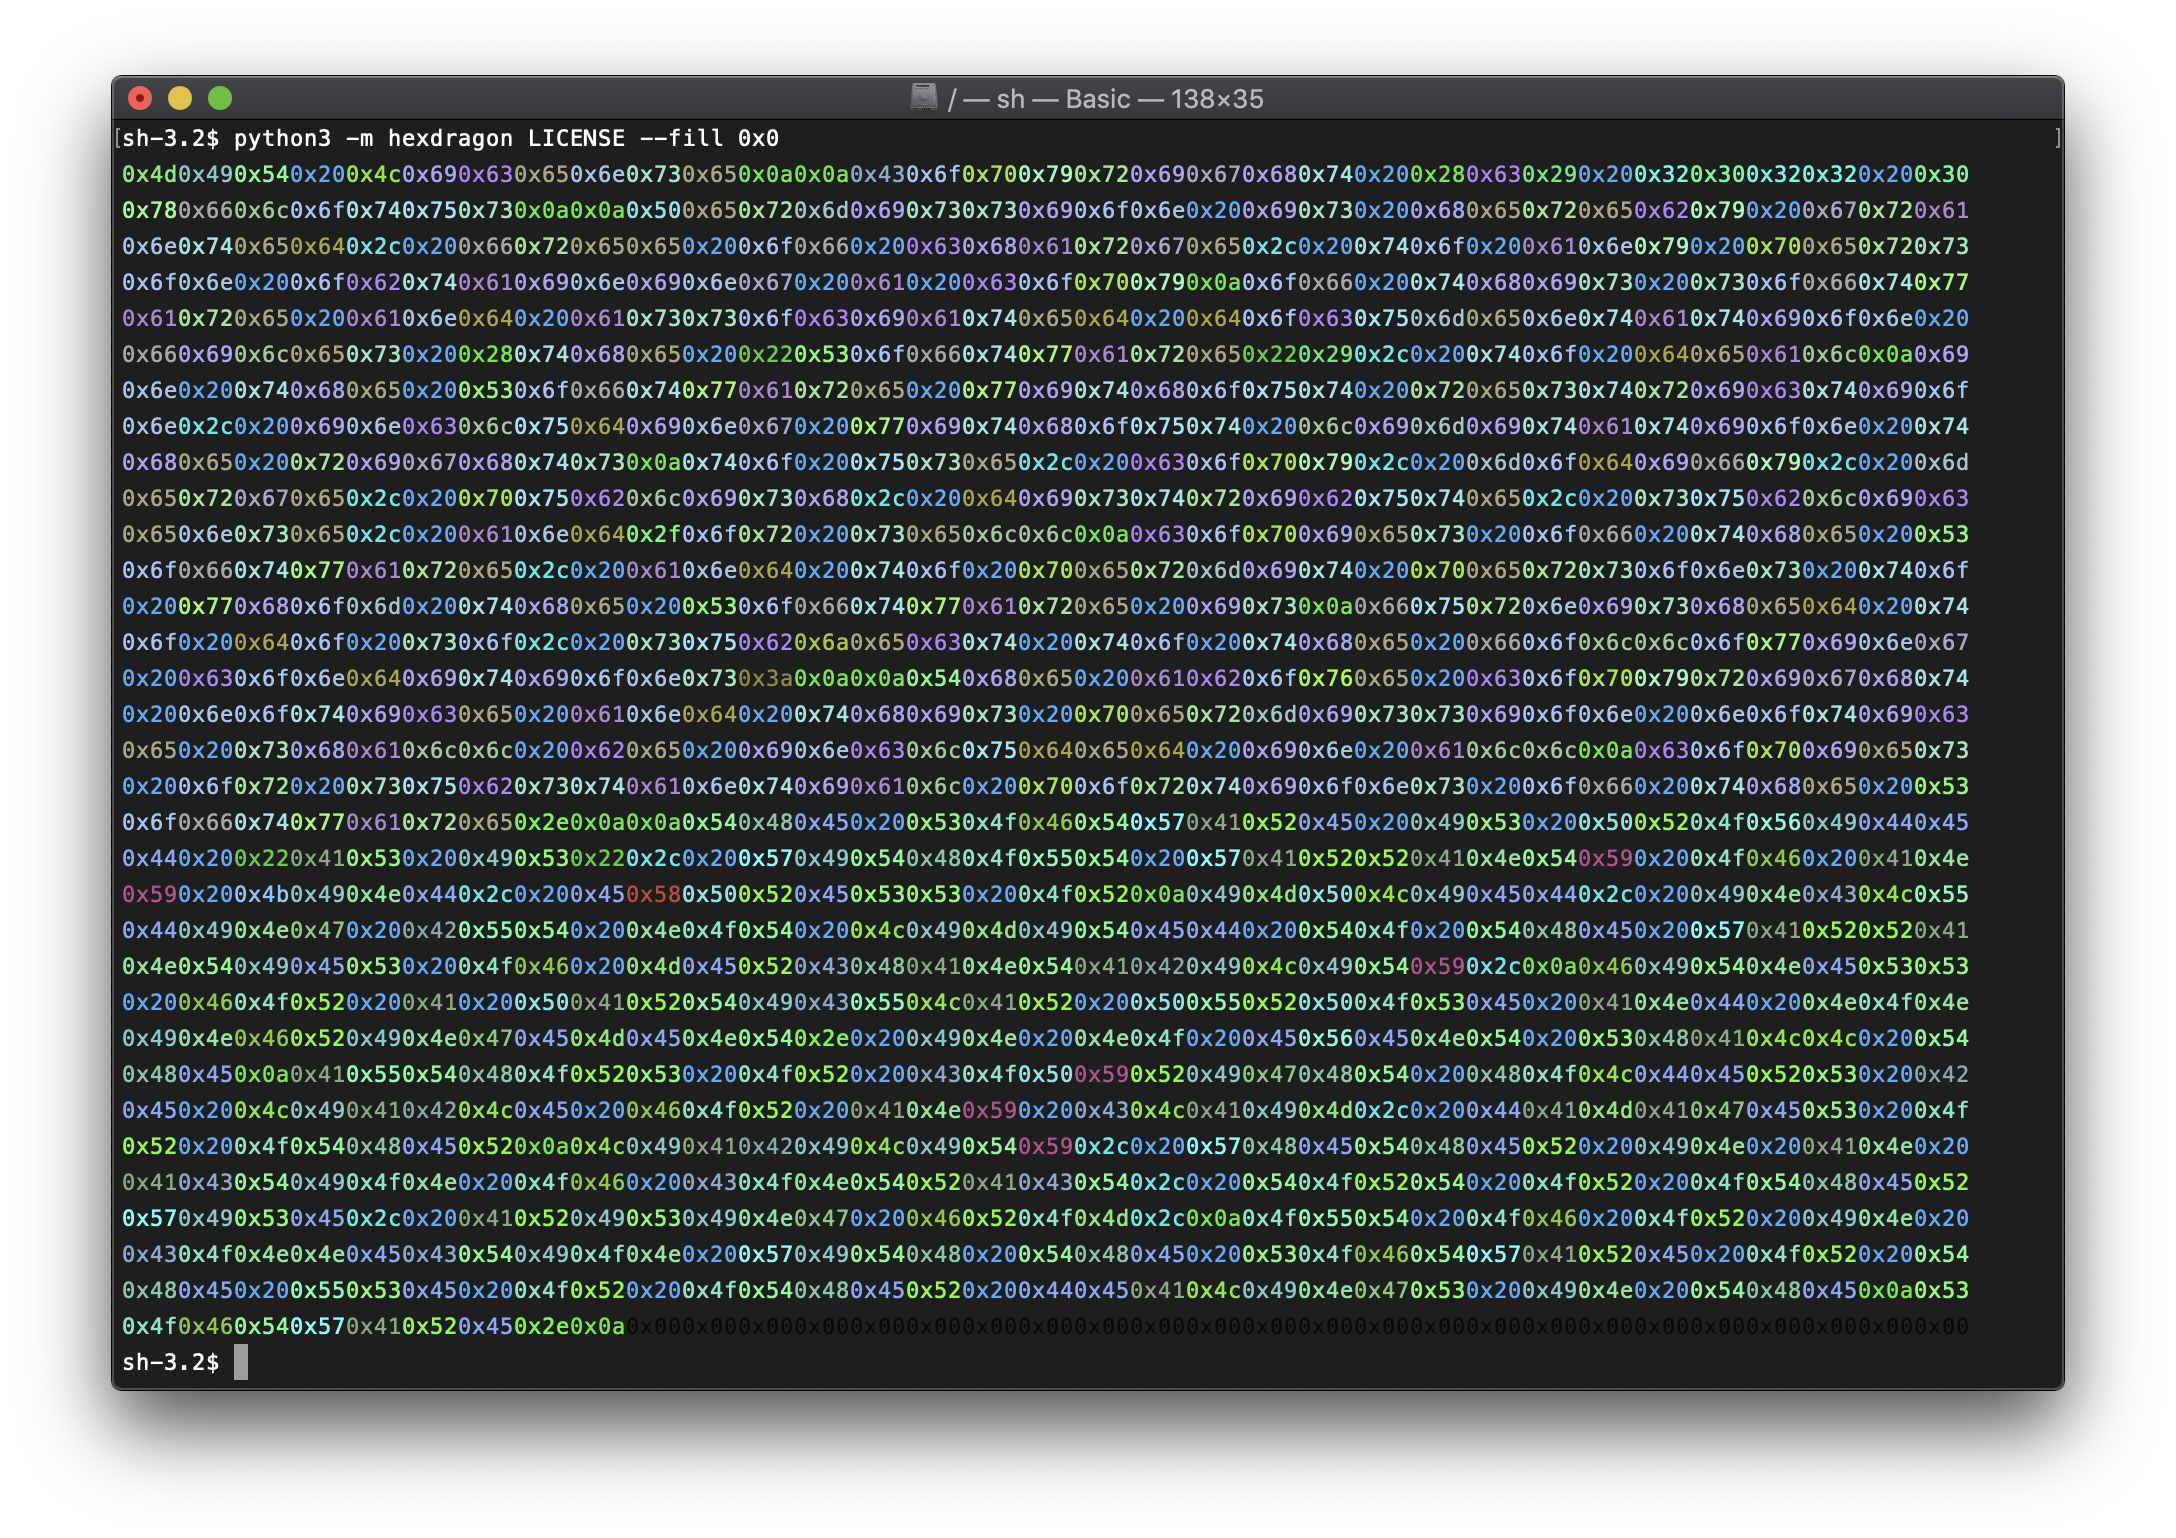 / — sh — Basic — 138×35
[sh-3.2$ python3 -m hexdragon LICENSE --fill 0x0 ]
0x4d0x490x540x200x4c0x690x630x650x6e0x730x650x0a0x0a0x430x6f0x700x790x720x690x670x680x740x200x280x630x290x200x320x300x320x320x200x30
0x780x660x6c0x6f0x740x750x730x0a0x0a0x500x650x720x6d0x690x730x730x690x6f0x6e0x200x690x730x200x680x650x720x650x620x790x200x670x720x61
0x6e0x740x650x640x2c0x200x660x720x650x650x200x6f0x660x200x630x680x610x720x670x650x2c0x200x740x6f0x200x610x6e0x790x200x700x650x720x73
0x6f0x6e0x200x6f0x620x740x610x690x6e0x690x6e0x670x200x610x200x630x6f0x700x790x0a0x6f0x660x200x740x680x690x730x200x730x6f0x660x740x77
0x610x720x650x200x610x6e0x640x200x610x730x730x6f0x630x690x610x740x650x640x200x640x6f0x630x750x6d0x650x6e0x740x610x740x690x6f0x6e0x20
0x660x690x6c0x650x730x200x280x740x680x650x200x220x530x6f0x660x740x770x610x720x650x220x290x2c0x200x740x6f0x200x640x650x610x6c0x0a0x69
0x6e0x200x740x680x650x200x530x6f0x660x740x770x610x720x650x200x770x690x740x680x6f0x750x740x200x720x650x730x740x720x690x630x740x690x6f
0x6e0x2c0x200x690x6e0x630x6c0x750x640x690x6e0x670x200x770x690x740x680x6f0x750x740x200x6c0x690x6d0x690x740x610x740x690x6f0x6e0x200x74
0x680x650x200x720x690x670x680x740x730x0a0x740x6f0x200x750x730x650x2c0x200x630x6f0x700x790x2c0x200x6d0x6f0x640x690x660x790x2c0x200x6d
0x650x720x670x650x2c0x200x700x750x620x6c0x690x730x680x2c0x200x640x690x730x740x720x690x620x750x740x650x2c0x200x730x750x620x6c0x690x63
0x650x6e0x730x650x2c0x200x610x6e0x640x2f0x6f0x720x200x730x650x6c0x6c0x0a0x630x6f0x700x690x650x730x200x6f0x660x200x740x680x650x200x53
0x6f0x660x740x770x610x720x650x2c0x200x610x6e0x640x200x740x6f0x200x700x650x720x6d0x690x740x200x700x650x720x730x6f0x6e0x730x200x740x6f
0x200x770x680x6f0x6d0x200x740x680x650x200x530x6f0x660x740x770x610x720x650x200x690x730x0a0x660x750x720x6e0x690x730x680x650x640x200x74
0x6f0x200x640x6f0x200x730x6f0x2c0x200x730x750x620x6a0x650x630x740x200x740x6f0x200x740x680x650x200x660x6f0x6c0x6c0x6f0x770x690x6e0x67
0x200x630x6f0x6e0x640x690x740x690x6f0x6e0x730x3a0x0a0x0a0x540x680x650x200x610x620x6f0x760x650x200x630x6f0x700x790x720x690x670x680x74
0x200x6e0x6f0x740x690x630x650x200x610x6e0x640x200x740x680x690x730x200x700x650x720x6d0x690x730x730x690x6f0x6e0x200x6e0x6f0x740x690x63
0x650x200x730x680x610x6c0x6c0x200x620x650x200x690x6e0x630x6c0x750x640x650x640x200x690x6e0x200x610x6c0x6c0x0a0x630x6f0x700x690x650x73
0x200x6f0x720x200x730x750x620x730x740x610x6e0x740x690x610x6c0x200x700x6f0x720x740x690x6f0x6e0x730x200x6f0x660x200x740x680x650x200x53
0x6f0x660x740x770x610x720x650x2e0x0a0x0a0x540x480x450x200x530x4f0x460x540x570x410x520x450x200x490x530x200x500x520x4f0x560x490x440x45
0x440x200x220x410x530x200x490x530x220x2c0x200x570x490x540x480x4f0x550x540x200x570x410x520x520x410x4e0x540x590x200x4f0x460x200x410x4e
0x590x200x4b0x490x4e0x440x2c0x200x450x580x500x520x450x530x530x200x4f0x520x0a0x490x4d0x500x4c0x490x450x440x2c0x200x490x4e0x430x4c0x55
0x440x490x4e0x470x200x420x550x540x200x4e0x4f0x540x200x4c0x490x4d0x490x540x450x440x200x540x4f0x200x540x480x450x200x570x410x520x520x41
0x4e0x540x490x450x530x200x4f0x460x200x4d0x450x520x430x480x410x4e0x540x410x420x490x4c0x490x540x590x2c0x0a0x460x490x540x4e0x450x530x53
0x200x460x4f0x520x200x410x200x500x410x520x540x490x430x550x4c0x410x520x200x500x550x520x500x4f0x530x450x200x410x4e0x440x200x4e0x4f0x4e
0x490x4e0x460x520x490x4e0x470x450x4d0x450x4e0x540x2e0x200x490x4e0x200x4e0x4f0x200x450x560x450x4e0x540x200x530x480x410x4c0x4c0x200x54
0x480x450x0a0x410x550x540x480x4f0x520x530x200x4f0x520x200x430x4f0x500x590x520x490x470x480x540x200x480x4f0x4c0x440x450x520x530x200x42
0x450x200x4c0x490x410x420x4c0x450x200x460x4f0x520x200x410x4e0x590x200x430x4c0x410x490x4d0x2c0x200x440x410x4d0x410x470x450x530x200x4f
0x520x200x4f0x540x480x450x520x0a0x4c0x490x410x420x490x4c0x490x540x590x2c0x200x570x480x450x540x480x450x520x200x490x4e0x200x410x4e0x20
0x410x430x540x490x4f0x4e0x200x4f0x460x200x430x4f0x4e0x540x520x410x430x540x2c0x200x540x4f0x520x540x200x4f0x520x200x4f0x540x480x450x52
0x570x490x530x450x2c0x200x410x520x490x530x490x4e0x470x200x460x520x4f0x4d0x2c0x0a0x4f0x550x540x200x4f0x460x200x4f0x520x200x490x4e0x20
0x430x4f0x4e0x4e0x450x430x540x490x4f0x4e0x200x570x490x540x480x200x540x480x450x200x530x4f0x460x540x570x410x520x450x200x4f0x520x200x54
0x480x450x200x550x530x450x200x4f0x520x200x4f0x540x480x450x520x200x440x450x410x4c0x490x4e0x470x530x200x490x4e0x200x540x480x450x0a0x53
0x4f0x460x540x570x410x520x450x2e0x0a0x000x000x000x000x000x000x000x000x000x000x000x000x000x000x000x000x000x000x000x000x000x000x000x00
sh-3.2$